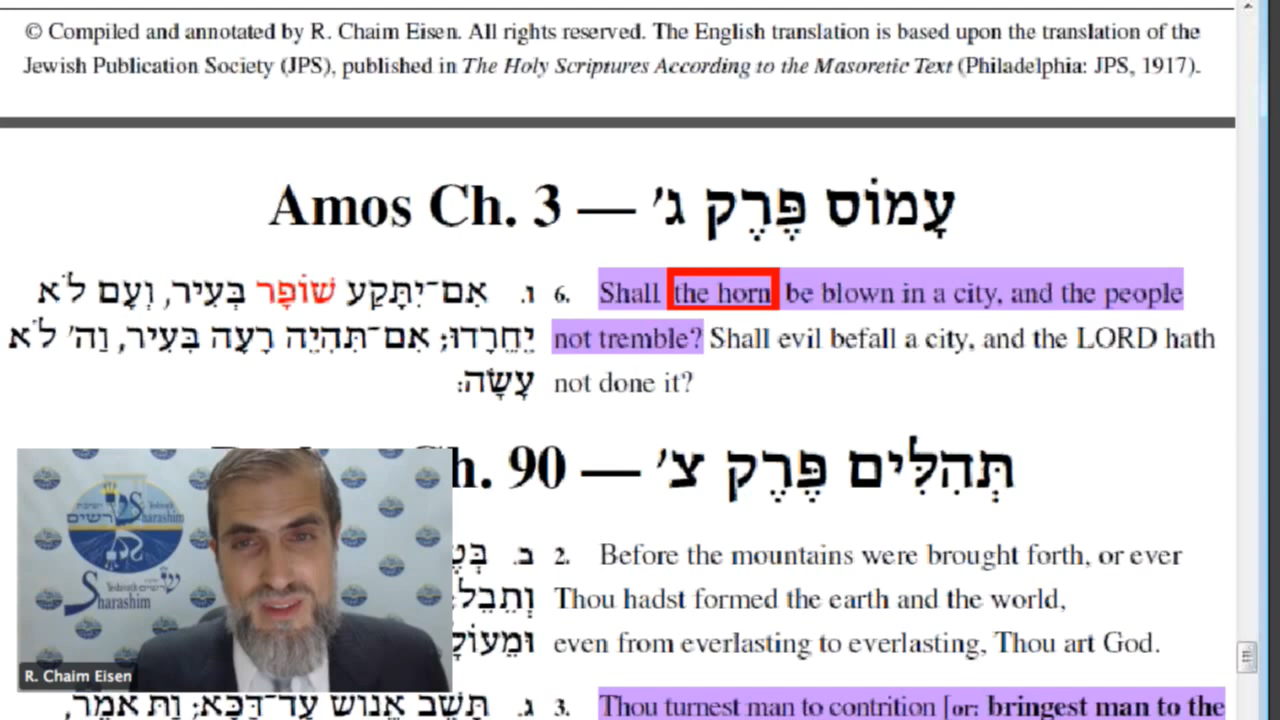 © Compiled and annotated by R. Chaim Eisen. All rights reserved. The English translation is based upon the translation of the
Jewish Publication Society (JPS), published in The Holy Scriptures According to the Masoretic Text (Philadelphia: JPS, 1917).
Amos Ch. 3 — עָמוֹס פֶּרֶק ג׳
ו. אִם־יִתָּקַע שׁוֹפָר בְּעִיר, וְעָם לֹא
יֶחֱרָדוּ; אִם־תִּהְיֶה רָעָה בְּעִיר, וַה׳ לֹא
עָשָׂה:
6. Shall the horn be blown in a city, and the people
not tremble? Shall evil befall a city, and the LORD hath
not done it?
Ch. 90 — תְּהִלִּים פֶּרֶק צ׳
ב.
וְתֵבֵל
2. Before the mountains were brought forth, or ever
Thou hadst formed the earth and the world,
even from everlasting to everlasting, Thou art God.
ג. תָּשֵׁב אֱנוֹשׁ עַד־דַּכָּא; וַתֹּאמֶר,
3. Thou turnest man to contrition [or: bringest man to the
ישיבת
שרשים
Yeshivath
Sharashim
Yeshivath
Sharashim
R. Chaim Eisen